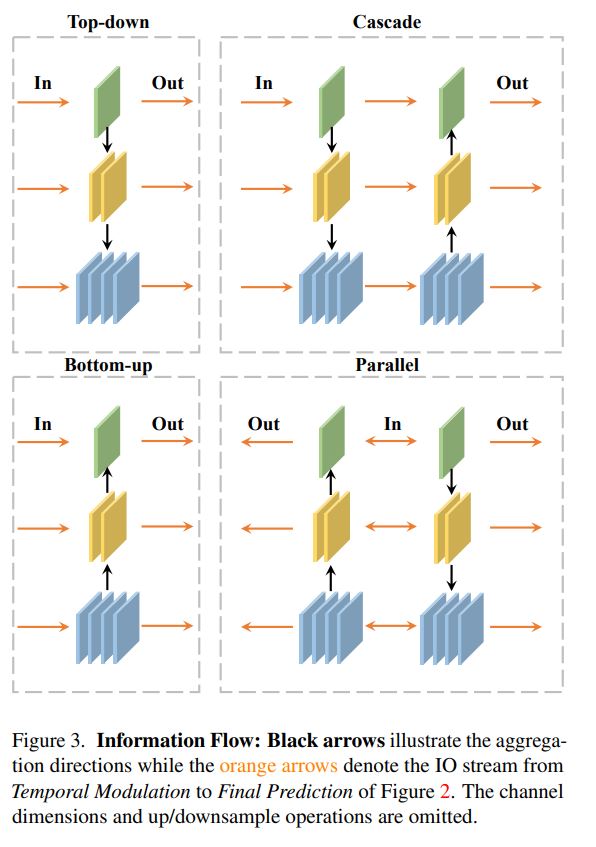 Top-down
Cascade
In
Out
In
Out
Bottom-up
Parallel
In
Out
Out
In
Out
Figure 3. Information Flow: Black arrows illustrate the aggrega-
tion directions while the orange arrows denote the IO stream from
Temporal Modulation to Final Prediction of Figure 2. The channel
dimensions and up/downsample operations are omitted.